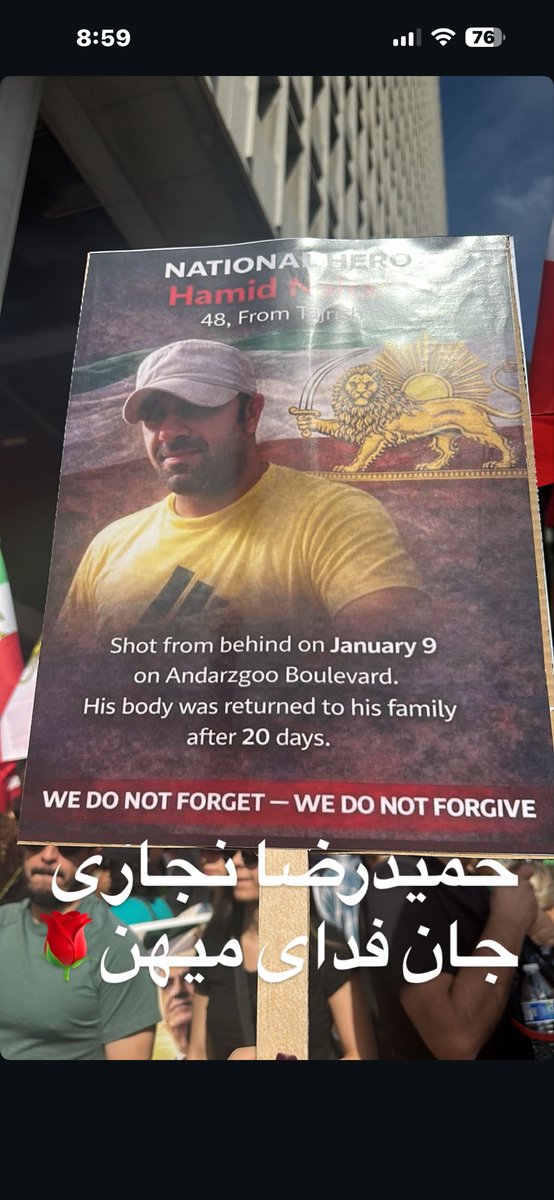 8:59
76
NATIONAL HERO
Hamid
48, From
Shot from behind on January 9
on Andarzgoo Boulevard.
His body was returned to his family
after 20 days.
WE DO NOT FORGET — WE DO NOT FORGIVE
حمیدرضا نجاری
جان فدای میهن🌹